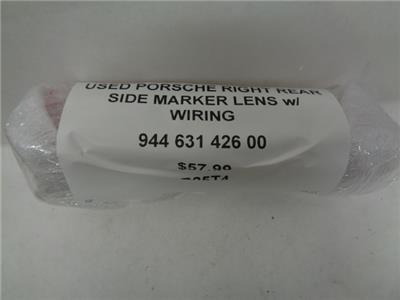 USED PORSCHE RIGHT REAR
SIDE MARKER LENS w/
WIRING
944 631 426 00
$57.99